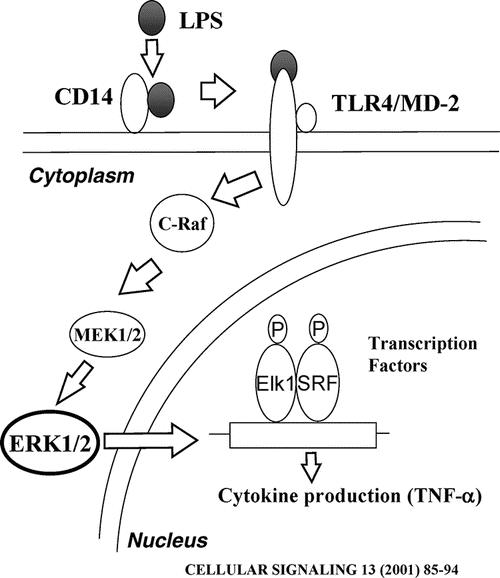 LPS
CD14
TLR4/MD-2
Cytoplasm
C-Raf
MEK1/2
P P
Transcription
Factors
Elk1 SRF
ERK1/2
Cytokine production (TNF-α)
Nucleus
CELLULAR SIGNALING 13 (2001) 85-94